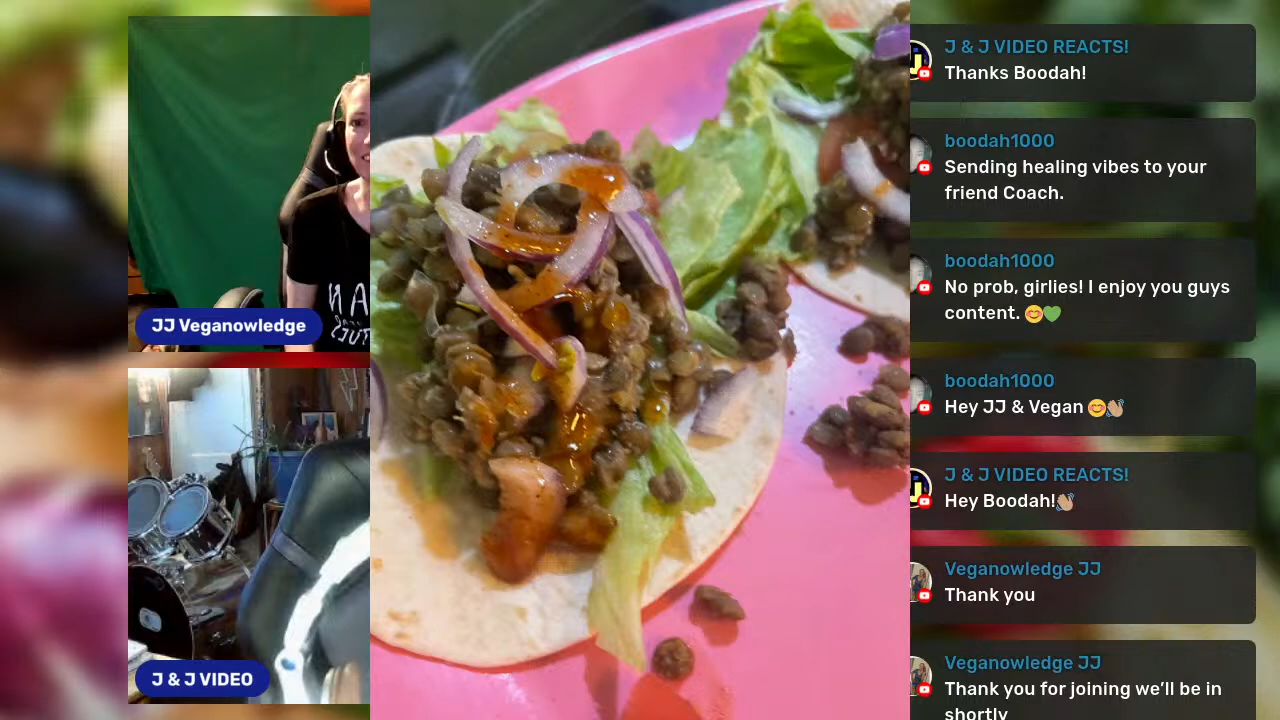 JJ Veganowledge
J & J VIDEO
J & J VIDEO REACTS!
Thanks Boodah!
boodah1000
Sending healing vibes to your
friend Coach.
boodah1000
No prob, girlies! I enjoy you guys
content. 😊💚
boodah1000
Hey JJ & Vegan 😊👋🏼
J & J VIDEO REACTS!
Hey Boodah!👋🏼
Veganowledge JJ
Thank you
Veganowledge JJ
Thank you for joining we’ll be in
shortly